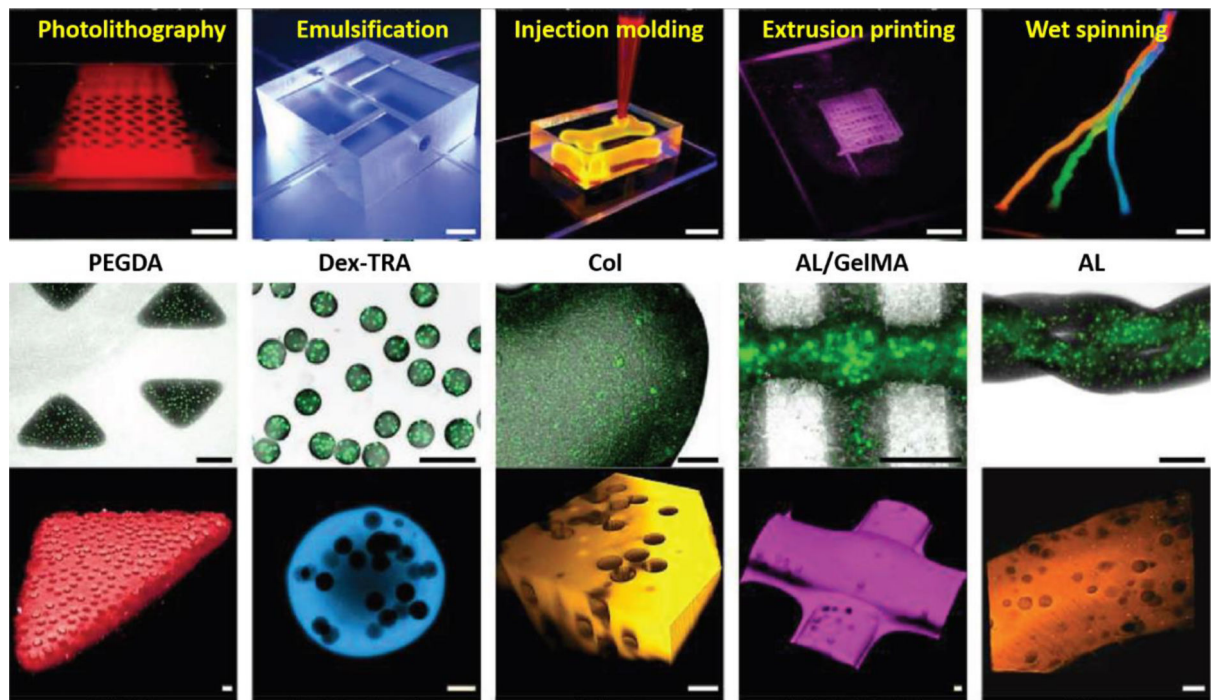 Photolithography
Emulsification
Injection molding
Extrusion printing
Wet spinning
PEGDA
Dex-TRA
Col
AL/GelMA
AL